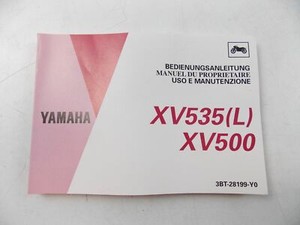 BEDIENUNGSANLEITUNG
MANUEL DU PROPRIETAIRE
USO E MANUTENZIONE
YAMAHA
XV535(L)
XV500
3BT-28199-Y0